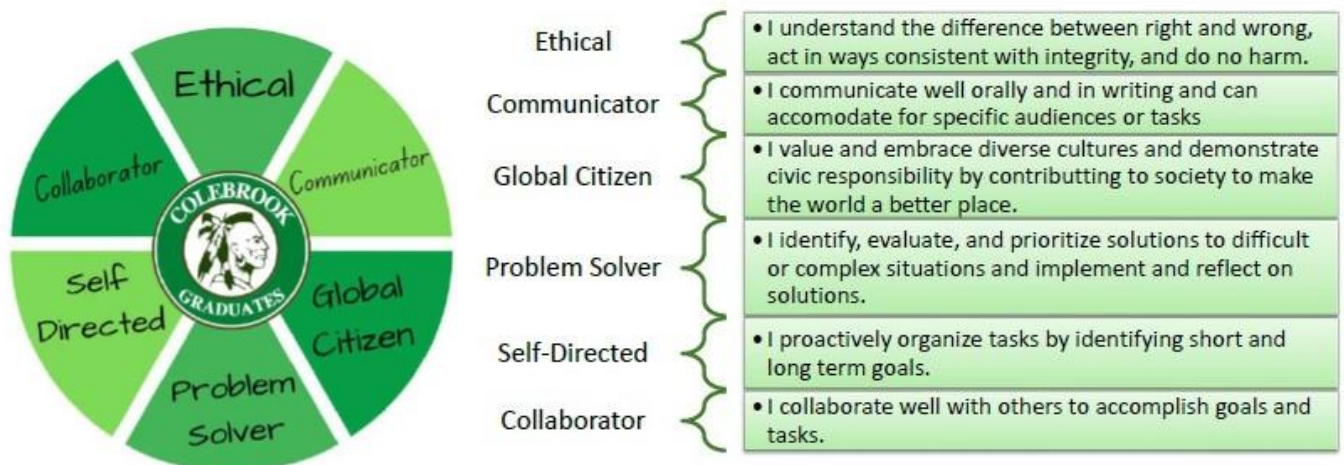 Ethical
Communicator
Global
Citizen
Problem
Solver
Self
Directed
Collaborator
COLEBROOK
GRADUATES
Ethical
• I understand the difference between right and wrong,
act in ways consistent with integrity, and do no harm.
Communicator
• I communicate well orally and in writing and can
accomodate for specific audiences or tasks
Global Citizen
• I value and embrace diverse cultures and demonstrate
civic responsibility by contributting to society to make
the world a better place.
Problem Solver
• I identify, evaluate, and prioritize solutions to difficult
or complex situations and implement and reflect on
solutions.
Self-Directed
• I proactively organize tasks by identifying short and
long term goals.
Collaborator
• I collaborate well with others to accomplish goals and
tasks.